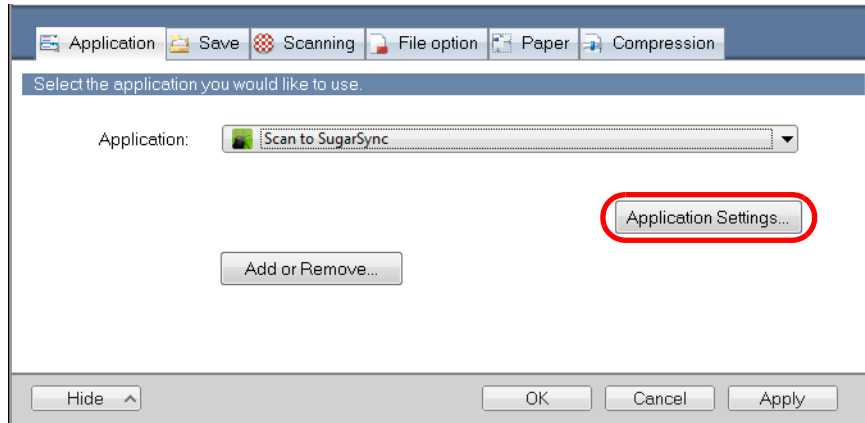 Application Save Scanning File option Paper Compression
Select the application you would like to use.
Application: Scan to SugarSync
Application Settings...
Add or Remove...
Hide OK Cancel Apply